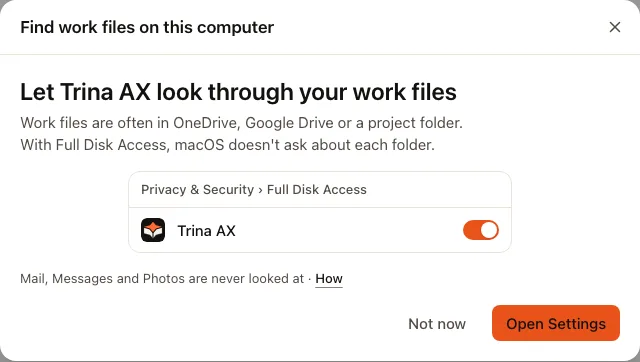 Find work files on this computer
Let Trina AX look through your work files
Work files are often in OneDrive, Google Drive or a project folder.
With Full Disk Access, macOS doesn't ask about each folder.
Privacy & Security › Full Disk Access
Trina AX
Mail, Messages and Photos are never looked at · How
Not now
Open Settings